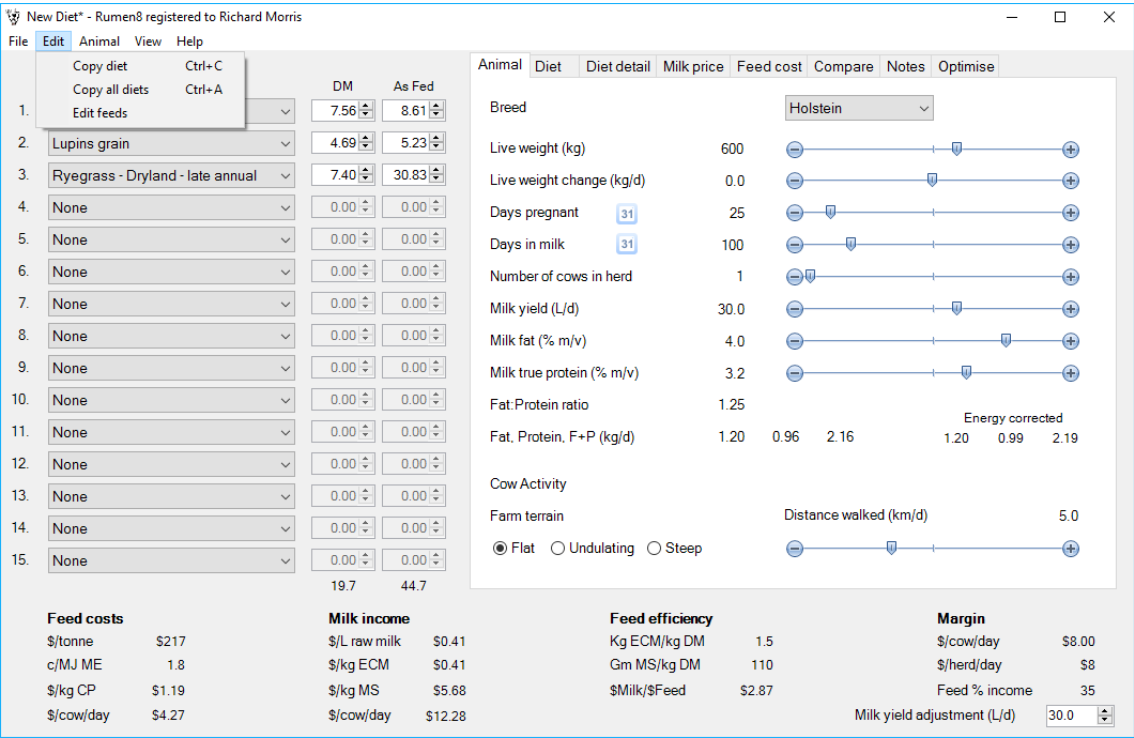 New Diet* - Rumen8 registered to Richard Morris
File Edit Animal View Help
Copy diet Ctrl+C
Copy all diets Ctrl+A
Edit feeds
DM As Fed
1. 7.56 8.61
2. Lupins grain 4.69 5.23
3. Ryegrass - Dryland - late annual 7.40 30.83
4. None 0.00 0.00
5. None 0.00 0.00
6. None 0.00 0.00
7. None 0.00 0.00
8. None 0.00 0.00
9. None 0.00 0.00
10. None 0.00 0.00
11. None 0.00 0.00
12. None 0.00 0.00
13. None 0.00 0.00
14. None 0.00 0.00
15. None 0.00 0.00
19.7 44.7
Animal Diet Diet detail Milk price Feed cost Compare Notes Optimise
Breed Holstein
Live weight (kg) 600
Live weight change (kg/d) 0.0
Days pregnant 31 25
Days in milk 31 100
Number of cows in herd 1
Milk yield (L/d) 30.0
Milk fat (% m/v) 4.0
Milk true protein (% m/v) 3.2
Fat:Protein ratio 1.25
Energy corrected
Fat, Protein, F+P (kg/d) 1.20 0.96 2.16 1.20 0.99 2.19
Cow Activity
Farm terrain Distance walked (km/d) 5.0
Flat Undulating Steep
Feed costs
$/tonne $217
c/MJ ME 1.8
$/kg CP $1.19
$/cow/day $4.27
Milk income
$/L raw milk $0.41
$/kg ECM $0.41
$/kg MS $5.68
$/cow/day $12.28
Feed efficiency
Kg ECM/kg DM 1.5
Gm MS/kg DM 110
$Milk/$Feed $2.87
Margin
$/cow/day $8.00
$/herd/day $8
Feed % income 35
Milk yield adjustment (L/d) 30.0